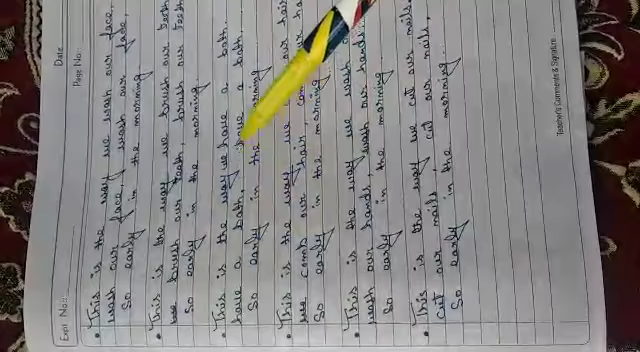 Date
Expt No.:
Page No.:
• This is the way we wash our face,
wash our face, wash our face,
So early in the morning
• This is the way we brush our teeth
we brush our teeth, brush our teeth
So early in the morning.
• This is the way we have a bath.
have a bath, have a bath
So early in the morning
• This is the way we our hair
we comb our hair, our ha
So early in the morning.
• This is the way we wash
wash our hands, wash our hands
So early in the morning
• This is the way we cut our nails
cut our nails cut our nails,
So early in the morning.
Teacher's Comments & Signature